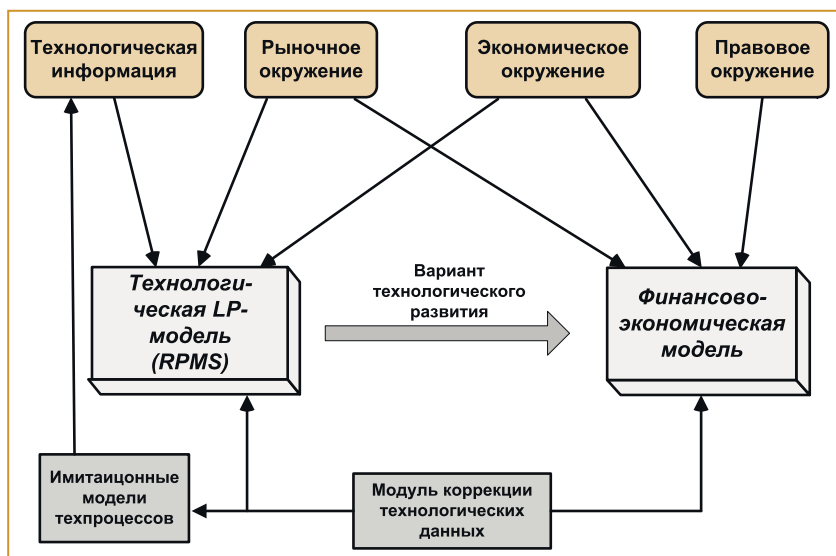 Технологическая
информация
Рыночное
окружение
Экономическое
окружение
Правовое
окружение
Технологи-
ческая LP-
модель
(RPMS)
Вариант
технологического
развития
Финансово-
экономическая
модель
Имитаицонные
модели
техпроцессов
Модуль коррекции
технологических
данных